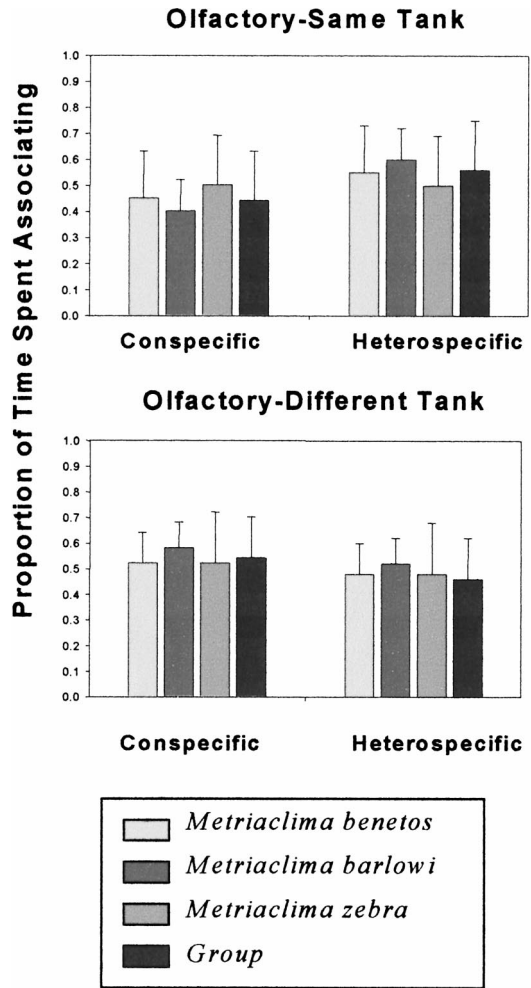 Olfactory-Same Tank
Proportion of Time Spent Associating
1.0
0.9
0.8
0.7
0.6
0.5
0.4
0.3
0.2
0.1
0.0
Conspecific Heterospecific
Olfactory-Different Tank
1.0
0.9
0.8
0.7
0.6
0.5
0.4
0.3
0.2
0.1
0.0
Conspecific Heterospecific
Metriaclima benetos
Metriaclima barlowi
Metriaclima zebra
Group